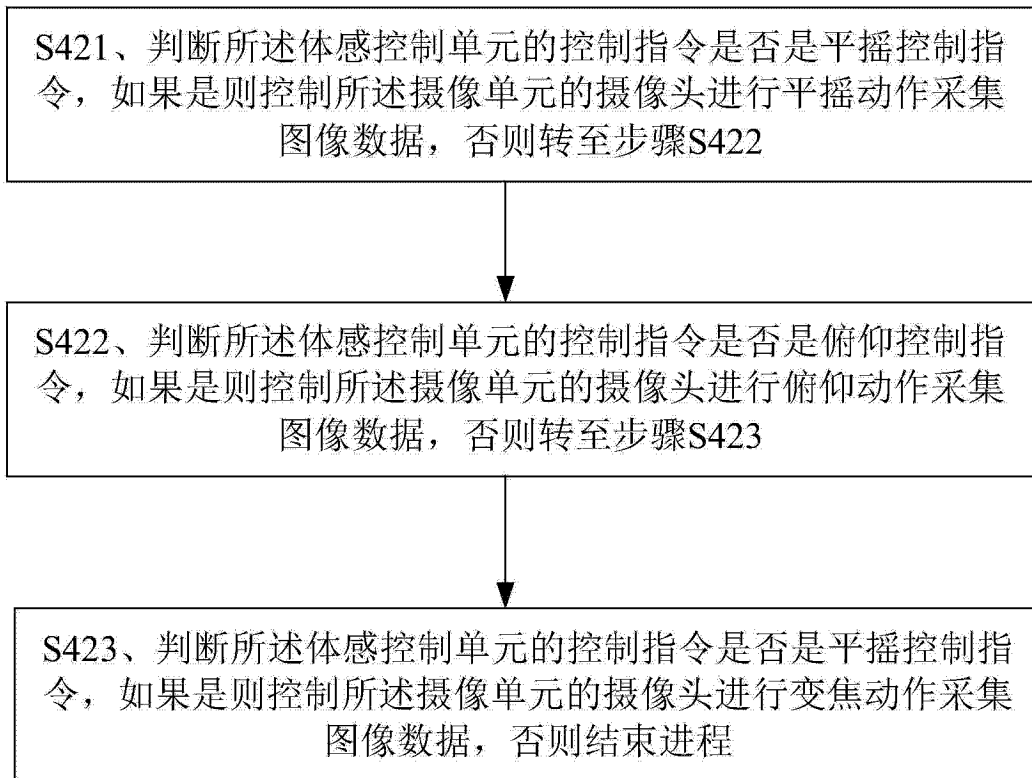 S421、判断所述体感控制单元的控制指令是否是平摇控制指
令，如果是则控制所述摄像单元的摄像头进行平摇动作采集
图像数据，否则转至步骤S422
S422、判断所述体感控制单元的控制指令是否是俯仰控制指
令，如果是则控制所述摄像单元的摄像头进行俯仰动作采集
图像数据，否则转至步骤S423
S423、判断所述体感控制单元的控制指令是否是平摇控制指
令，如果是则控制所述摄像单元的摄像头进行变焦动作采集
图像数据，否则结束进程